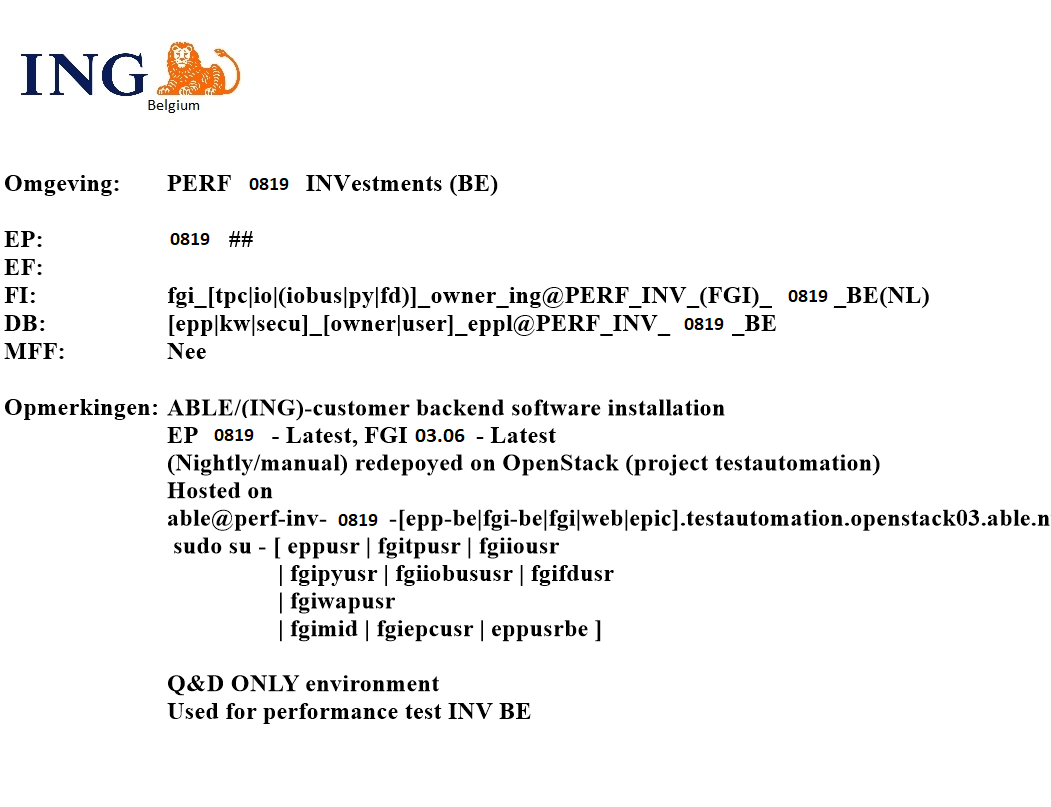 ING
Belgium
Omgeving: PERF 0819 INVestments (BE)
EP: 0819 ##
EF:
FI: fgi_[tpc|io|(iobus|py|fd)]_owner_ing@PERF_INV_(FGI)_ 0819 _BE(NL)
DB: [epp|kw|secu]_[owner|user]_eppl@PERF_INV_ 0819 _BE
MFF: Nee
Opmerkingen: ABLE/(ING)-customer backend software installation
EP 0819 - Latest, FGI 03.06 - Latest
(Nightly/manual) redepoyed on OpenStack (project testautomation)
Hosted on
able@perf-inv- 0819 -[epp-be|fgi-be|fgi|web|epic].testautomation.openstack03.able.n
sudo su - [ eppusr | fgitpusr | fgiiousr
| fgipyusr | fgiiobususr | fgifdusr
| fgiwapusr
| fgimid | fgiepcusr | eppusrbe ]
Q&D ONLY environment
Used for performance test INV BE